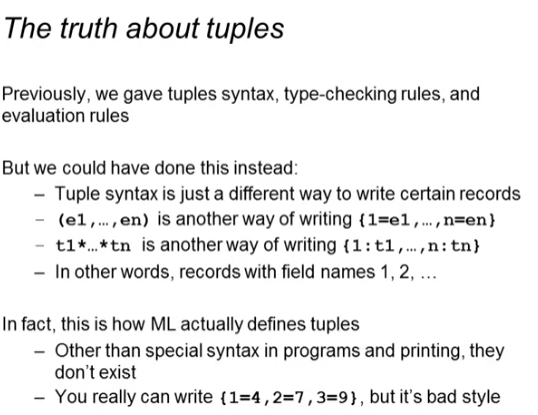 The truth about tuples
Previously, we gave tuples syntax, type-checking rules, and
evaluation rules
But we could have done this instead:
– Tuple syntax is just a different way to write certain records
– (e1,…,en) is another way of writing {1=e1,…,n=en}
– t1*…*tn is another way of writing {1:t1,…,n:tn}
– In other words, records with field names 1, 2, …
In fact, this is how ML actually defines tuples
– Other than special syntax in programs and printing, they
don’t exist
– You really can write {1=4,2=7,3=9}, but it’s bad style